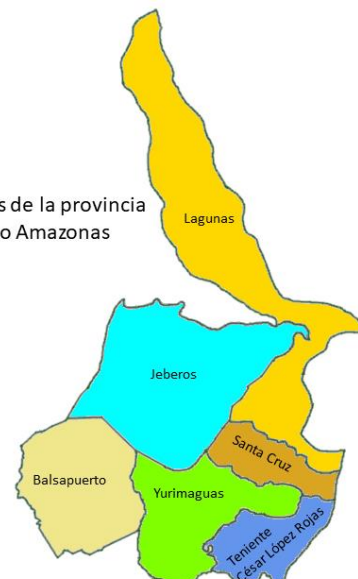 s de la provincia
o Amazonas
Lagunas
Jeberos
Santa Cruz
Balsapuerto
Yurimaguas
Teniente
César López Rojas